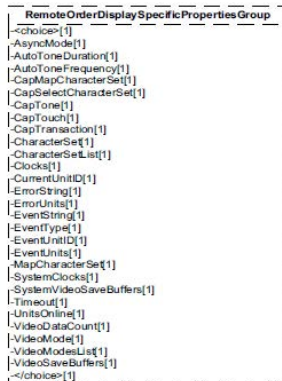 RemoteOrderDisplaySpecificPropertiesGroup
-<choice>[1]
-AsyncMode[1]
-AutoToneDuration[1]
-AutoToneFrequency[1]
-CapMapCharacterSet[1]
-CapSelectCharacterSet[1]
-CapTone[1]
-CapTouch[1]
-CapTransaction[1]
-CharacterSet[1]
-CharacterSetList[1]
-Clocks[1]
-CurrentUnitID[1]
-ErrorString[1]
-ErrorUnits[1]
-EventString[1]
-EventType[1]
-EventUnitID[1]
-EventUnits[1]
-MapCharacterSet[1]
-SystemClocks[1]
-SystemVideoSaveBuffers[1]
-Timeout[1]
-UnitsOnline[1]
-VideoDataCount[1]
-VideoMode[1]
-VideoModesList[1]
-VideoSaveBuffers[1]
-</choice>[1]